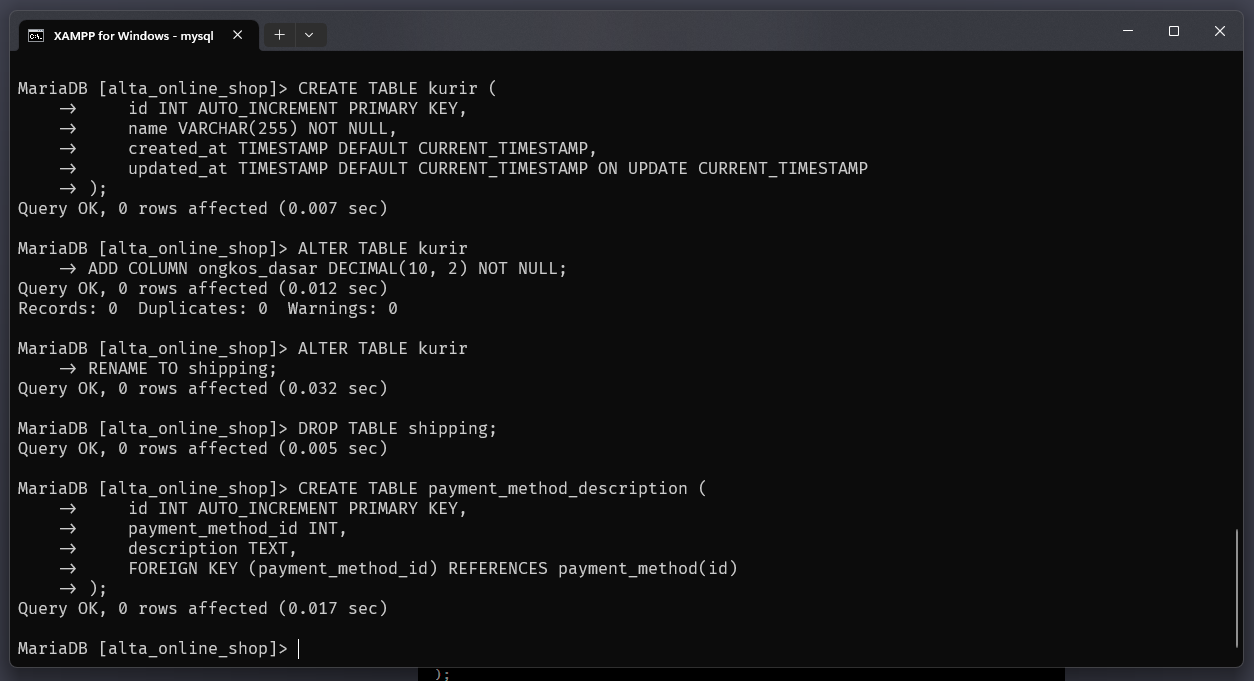 XAMPP for Windows - mysql
MariaDB [alta_online_shop]> CREATE TABLE kurir (
    ->     id INT AUTO_INCREMENT PRIMARY KEY,
    ->     name VARCHAR(255) NOT NULL,
    ->     created_at TIMESTAMP DEFAULT CURRENT_TIMESTAMP,
    ->     updated_at TIMESTAMP DEFAULT CURRENT_TIMESTAMP ON UPDATE CURRENT_TIMESTAMP
    -> );
Query OK, 0 rows affected (0.007 sec)
MariaDB [alta_online_shop]> ALTER TABLE kurir
    -> ADD COLUMN ongkos_dasar DECIMAL(10, 2) NOT NULL;
Query OK, 0 rows affected (0.012 sec)
Records: 0  Duplicates: 0  Warnings: 0
MariaDB [alta_online_shop]> ALTER TABLE kurir
    -> RENAME TO shipping;
Query OK, 0 rows affected (0.032 sec)
MariaDB [alta_online_shop]> DROP TABLE shipping;
Query OK, 0 rows affected (0.005 sec)
MariaDB [alta_online_shop]> CREATE TABLE payment_method_description (
    ->     id INT AUTO_INCREMENT PRIMARY KEY,
    ->     payment_method_id INT,
    ->     description TEXT,
    ->     FOREIGN KEY (payment_method_id) REFERENCES payment_method(id)
    -> );
Query OK, 0 rows affected (0.017 sec)
MariaDB [alta_online_shop]>
);